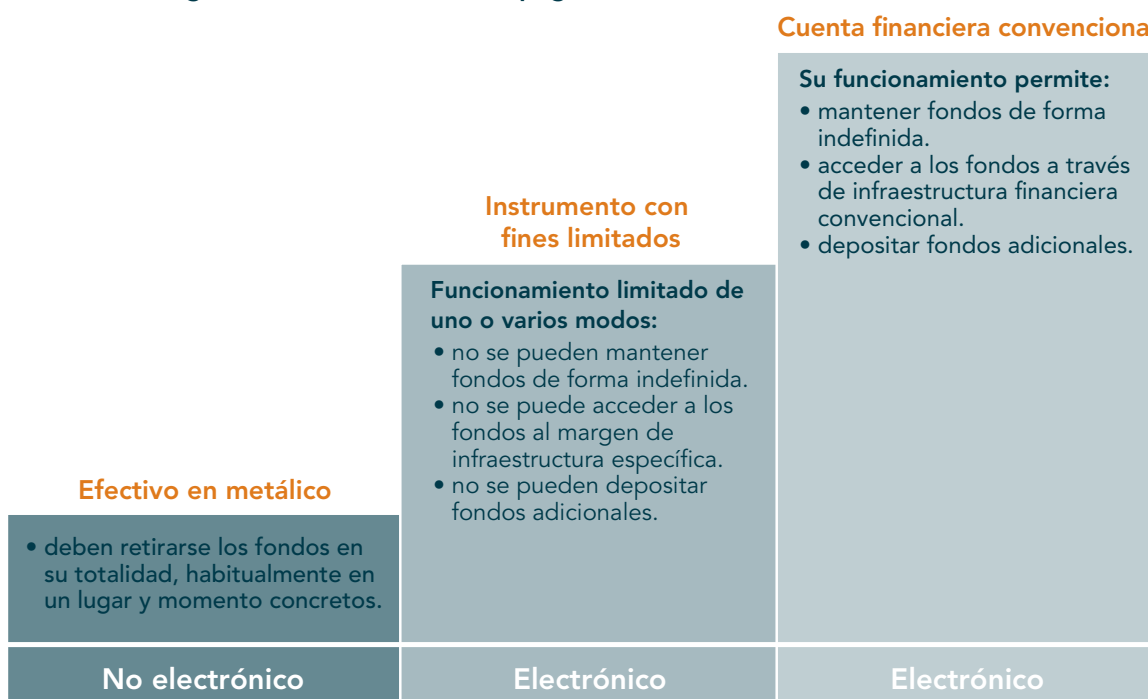 Cuenta financiera convenciona
Su funcionamiento permite:
• mantener fondos de forma
indefinida.
• acceder a los fondos a través
de infraestructura financiera
convencional.
• depositar fondos adicionales.
Instrumento con
fines limitados
Funcionamiento limitado de
uno o varios modos:
• no se pueden mantener
fondos de forma indefinida.
• no se puede acceder a los
fondos al margen de
infraestructura específica.
• no se pueden depositar
fondos adicionales.
Efectivo en metálico
• deben retirarse los fondos en
su totalidad, habitualmente en
un lugar y momento concretos.
No electrónico
Electrónico
Electrónico